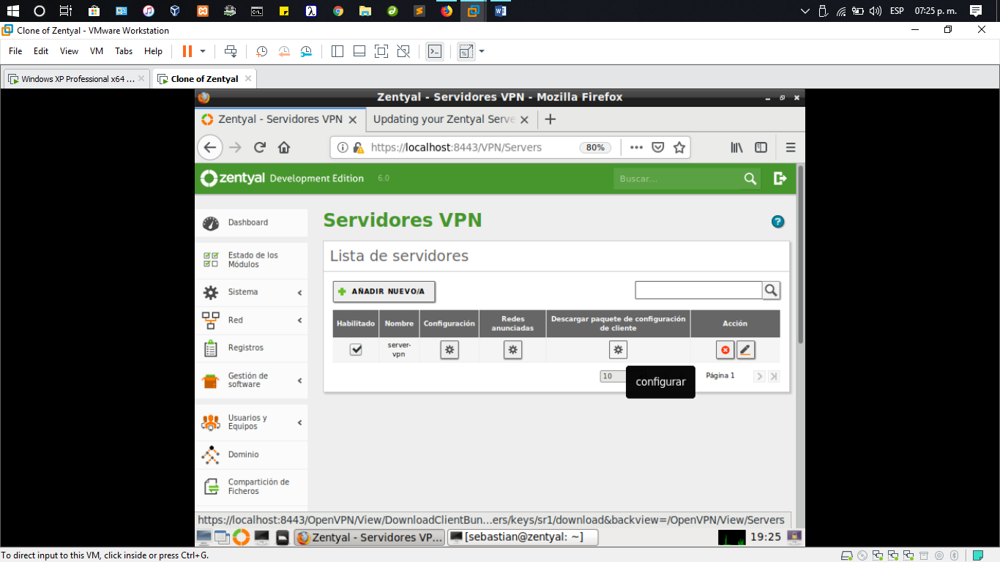 ESP
07:25 p. m.
Clone of Zentyal - VMware Workstation
File Edit View VM Tabs Help
Windows XP Professional x64 ...
Clone of Zentyal
Zentyal - Servidores VPN - Mozilla Firefox
Zentyal - Servidores VPN
Updating your Zentyal Serve
https://localhost:8443/VPN/Servers
80%
zentyal Development Edition 6.0
Buscar...
Dashboard
Estado de los
Módulos
Sistema
Red
Registros
Gestión de
software
Usuarios y
Equipos
Dominio
Compartición de
Ficheros
Servidores VPN
?
Lista de servidores
AÑADIR NUEVO/A
Habilitado
Nombre
Configuración
Redes
anunciadas
Descargar paquete de configuración
de cliente
Acción
server-
vpn
10
configurar
Página 1
https://localhost:8443/OpenVPN/View/DownloadClientBun...ers/keys/sr1/download&backview=/OpenVPN/View/Servers
Zentyal - Servidores VP...
[sebastian@zentyal: ~]
19:25
To direct input to this VM, click inside or press Ctrl+G.